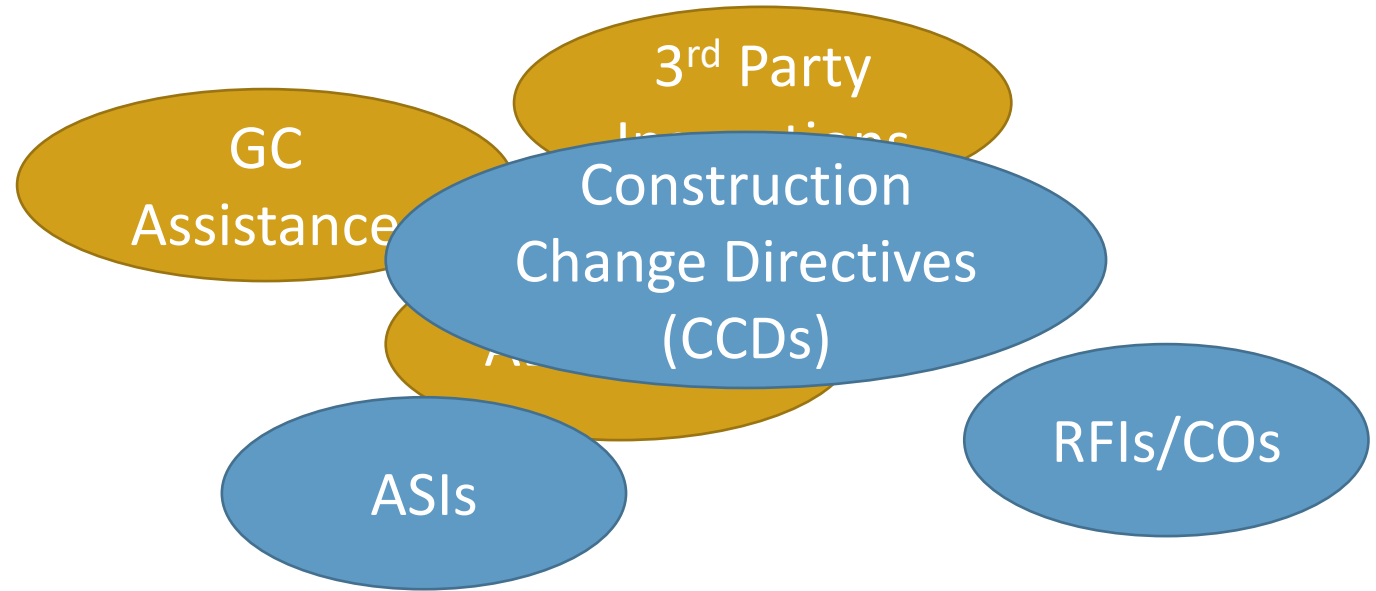 3rd Party
GC
Assistance
Construction
Change Directives
(CCDs)
RFIs/COs
ASIs